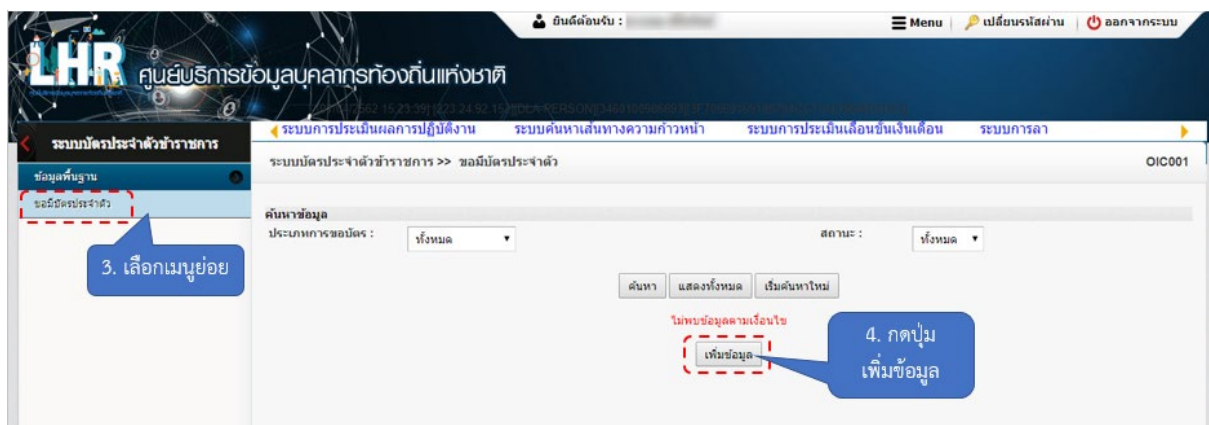 ยินดีต้อนรับ :
Menu
เปลี่ยนรหัสผ่าน
ออกจากระบบ
LHR ศูนย์บริการข้อมูลบุคลากรท้องถิ่นแห่งชาติ
ระบบการประเมินผลการปฏิบัติงาน ระบบค้นหาเส้นทางความก้าวหน้า ระบบการประเมินเลื่อนขั้นเงินเดือน ระบบการลา
ระบบบัตรประจำตัวข้าราชการ
ระบบบัตรประจำตัวข้าราชการ >> ขอมีบัตรประจำตัว OIC001
ข้อมูลพื้นฐาน
ขอมีบัตรประจำตัว
ค้นหาข้อมูล
ประเภทการขอบัตร : ทั้งหมด สถานะ : ทั้งหมด
3. เลือกเมนูย่อย
ค้นหา แสดงทั้งหมด เริ่มค้นหาใหม่
ไม่พบข้อมูลตามเงื่อนไข
เพิ่มข้อมูล
4. กดปุ่ม
เพิ่มข้อมูล